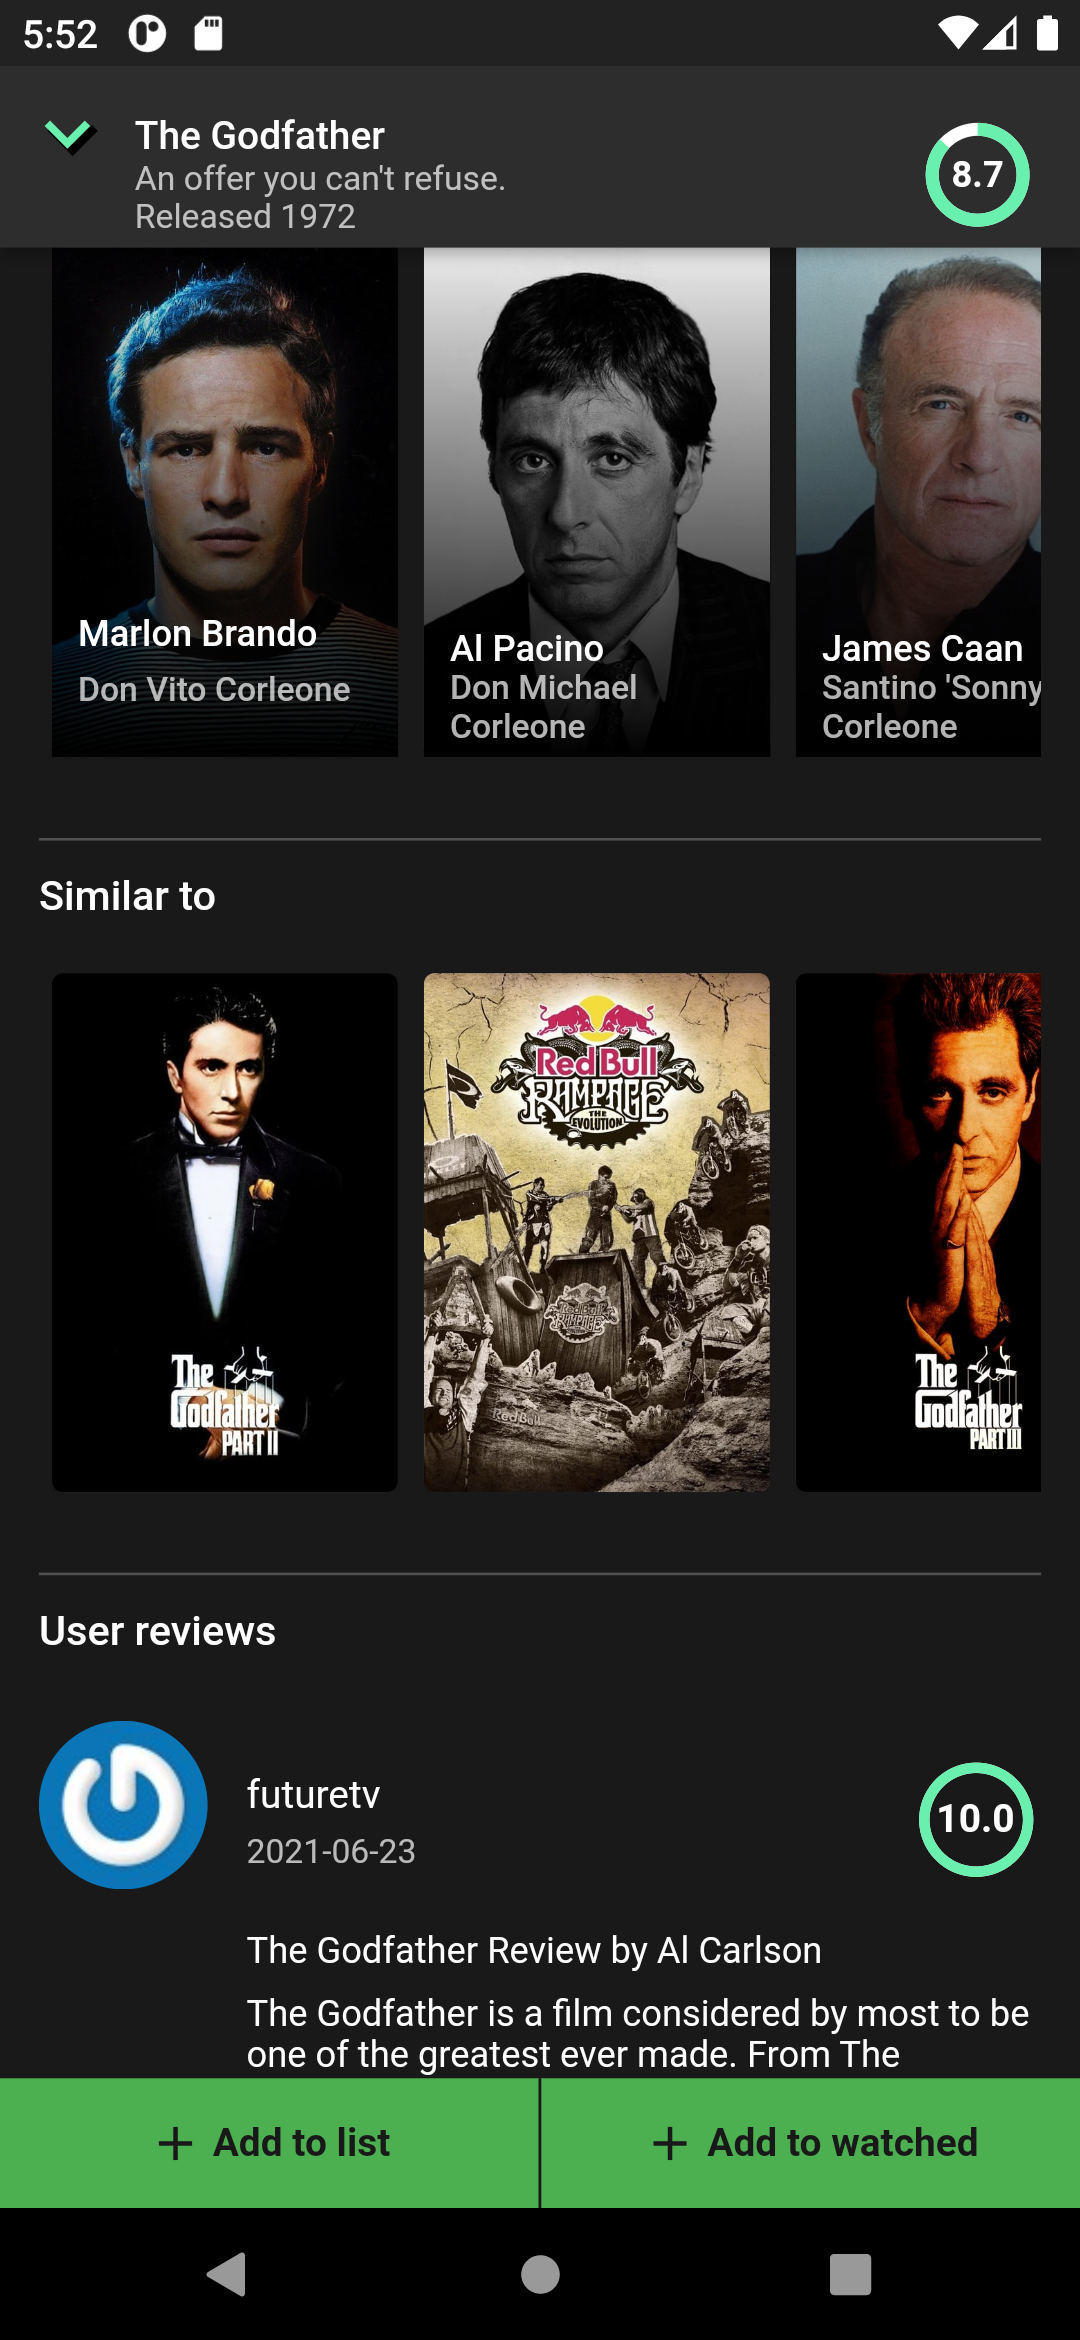 5:52
The Godfather
An offer you can't refuse.
Released 1972
8.7
Marlon Brando
Don Vito Corleone
Al Pacino
Don Michael
Corleone
James Caan
Santino 'Sonny
Corleone
Similar to
The
Godfather
PART II
Red Bull
RAMPAGE
THE
EVOLUTION
Red Bull
RAMPAGE
Red Bull
The
Godfather
PART III
User reviews
futuretv
2021-06-23
10.0
The Godfather Review by Al Carlson
The Godfather is a film considered by most to be
one of the greatest ever made. From The
+ Add to list
+ Add to watched